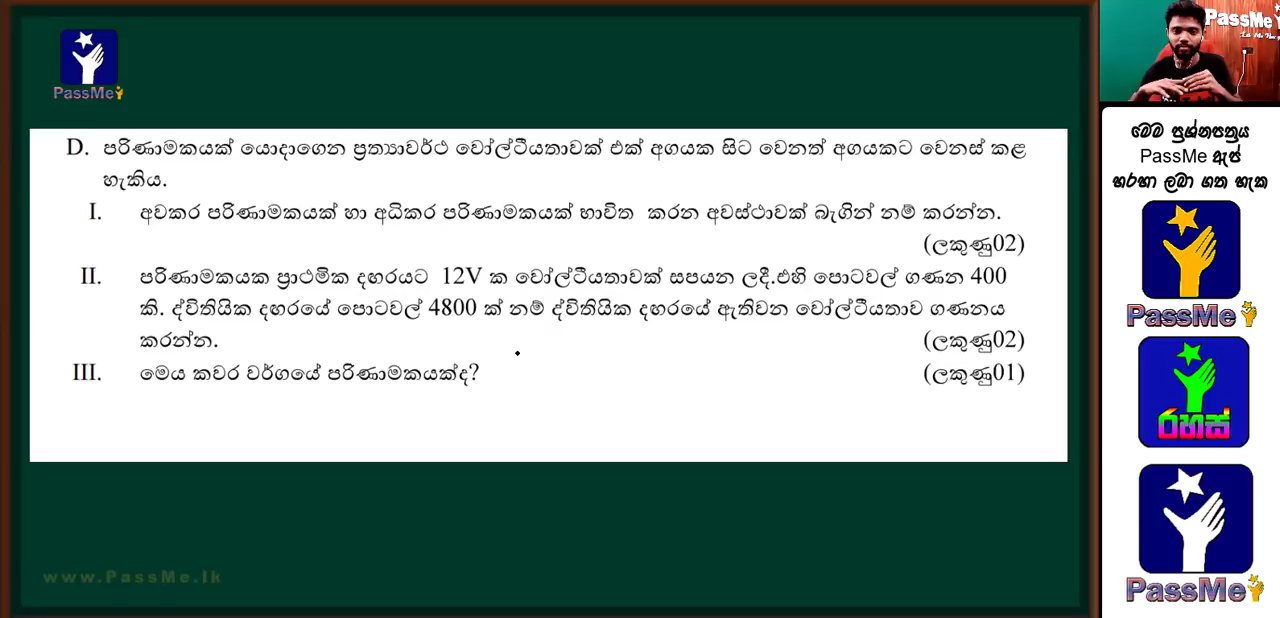 PassMe
PassMe
D. පරිණාමකයක් යොදාගෙන ප්‍රත්‍යාවර්ථ වෝල්ටීයතාවක් එක් අගයක සිට වෙනත් අගයකට වෙනස් කළ
හැකිය.
I. අවකර පරිණාමකයක් හා අධිකර පරිණාමකයක් භාවිත කරන අවස්ථාවක් බැගින් නම් කරන්න.
(ලකුණු02)
II. පරිණාමකයක ප්‍රාථමික දඟරයට 12V ක වෝල්ටීයතාවක් සපයන ලදී.එහි පොටවල් ගණන 400
කි. ද්විතියික දඟරයේ පොටවල් 4800 ක් නම් ද්විතියික දඟරයේ ඇතිවන වෝල්ටීයතාව ගණනය
කරන්න. (ලකුණු02)
III. මෙය කවර වර්ගයේ පරිණාමකයක්ද? (ලකුණු01)
www.PassMe.lk
මෙම ප්‍රශ්නපත්‍රය
PassMe ඇප්
හරහා ලබා ගත හැක
PassMe
රහස්
PassMe